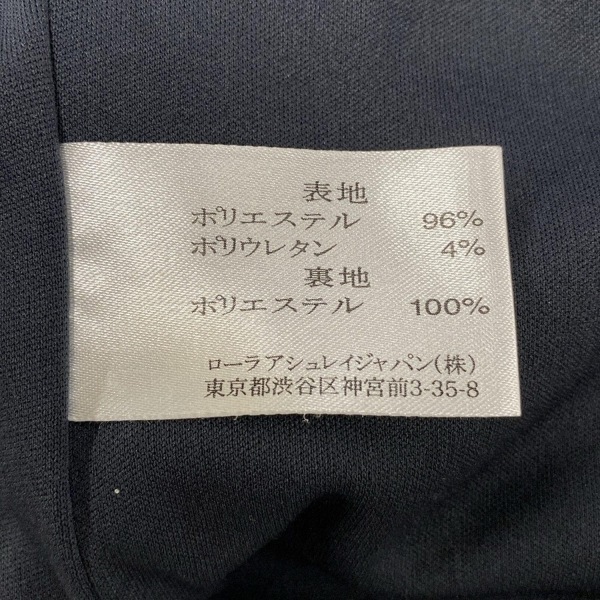 表地
ポリエステル 96%
ポリウレタン 4%
裏地
ポリエステル 100%
ローラアシュレイジャパン(株)
東京都渋谷区神宮前3-35-8